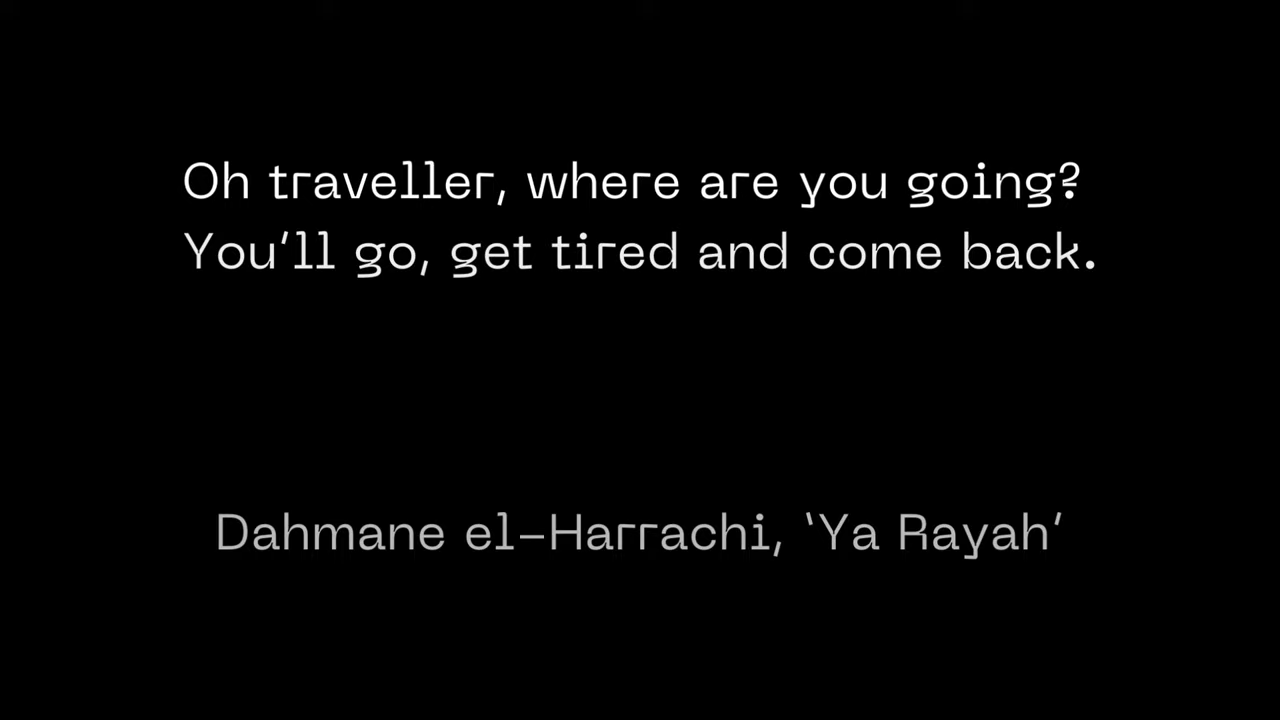 Oh traveller, where are you going?
You’ll go, get tired and come back.
Dahmane el–Harrachi, ‘Ya Rayah’